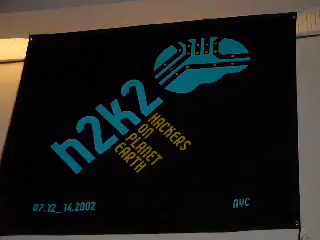 h2k2
HACKERS
ON
PLANET
EARTH
07.12_14.2002
NYC